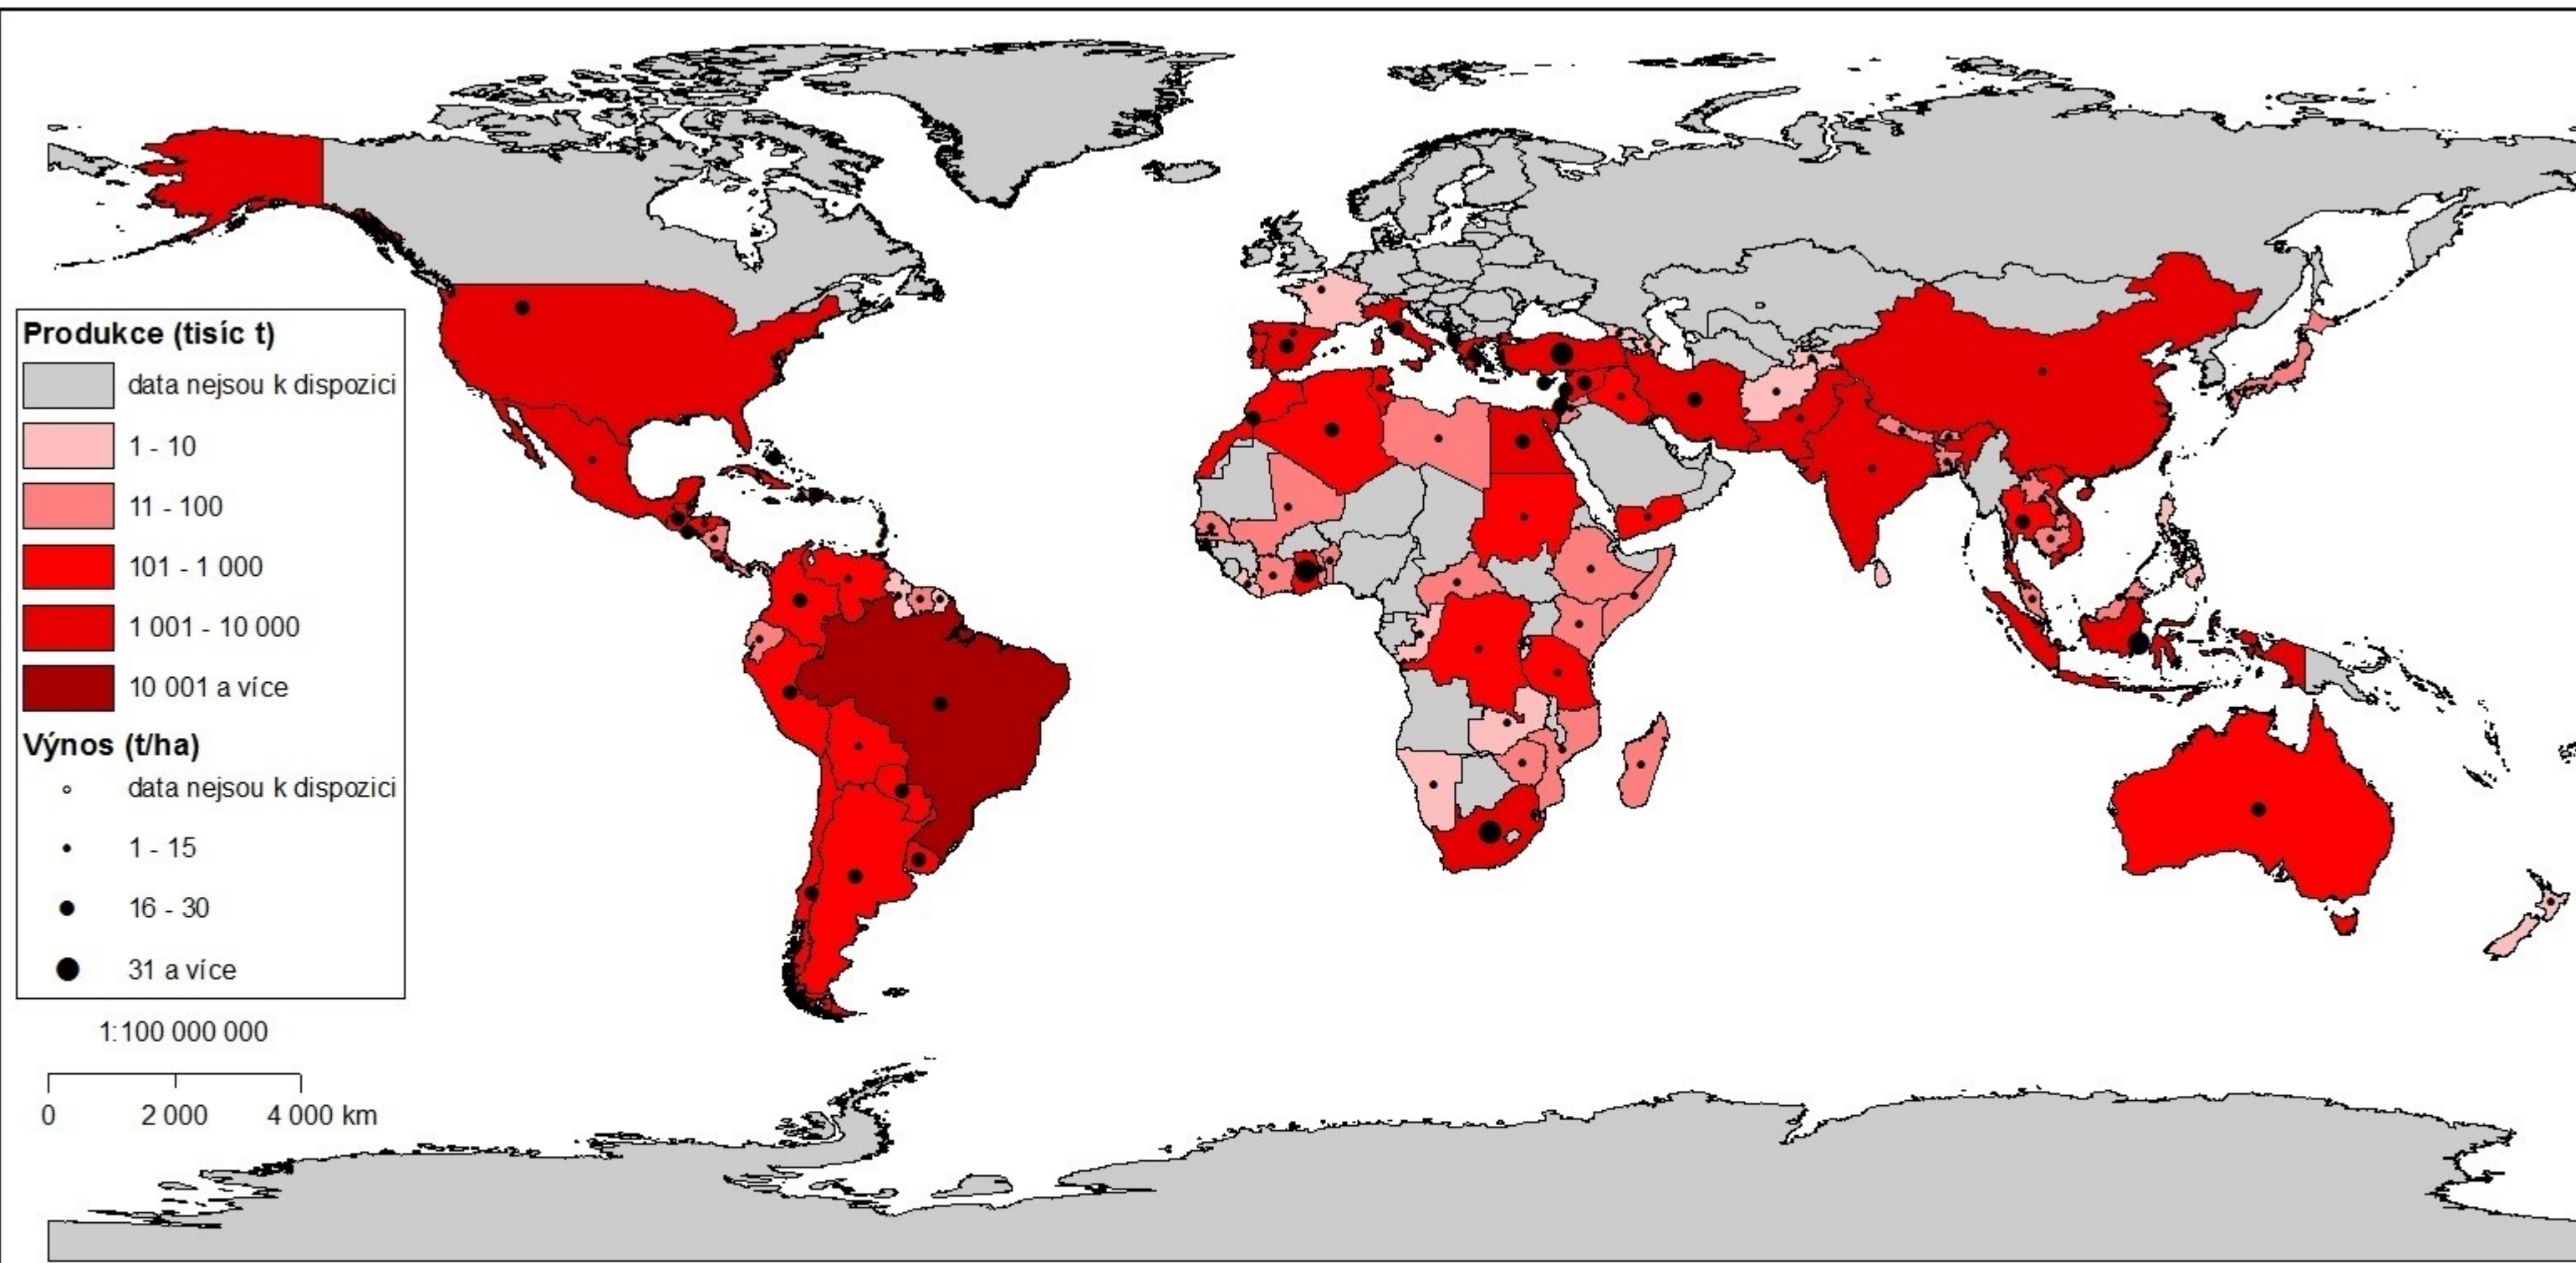 Produkce (tisíc t)
data nejsou k dispozici
1 - 10
11 - 100
101 - 1 000
1 001 - 10 000
10 001 a více
Výnos (t/ha)
data nejsou k dispozici
1 - 15
16 - 30
31 a více
1:100 000 000
0 2 000 4 000 km